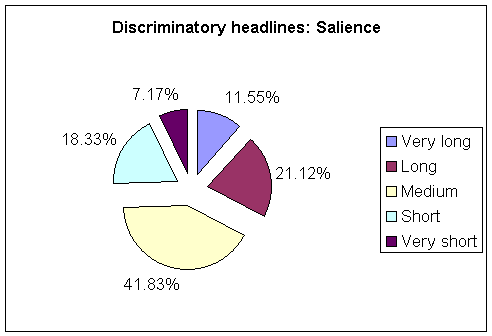 Discriminatory headlines: Salience
7.17%
11.55%
18.33%
21.12%
41.83%
Very long
Long
Medium
Short
Very short